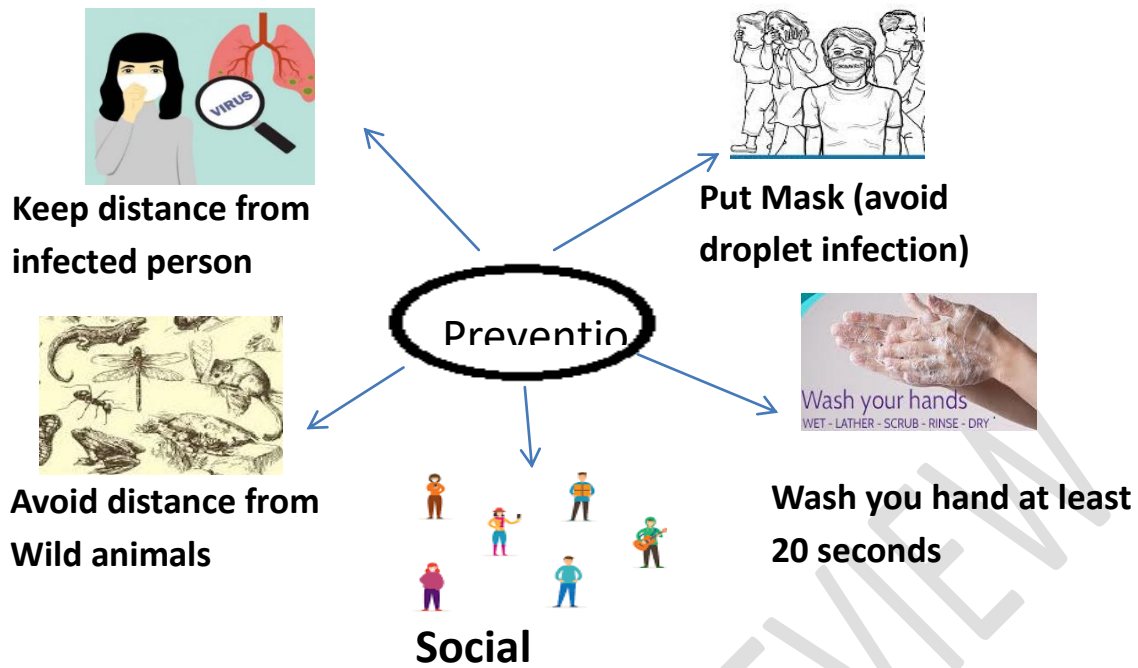 VIRUS
Keep distance from
infected person
Put Mask (avoid
droplet infection)
Preventio
Avoid distance from
Wild animals
Wash your hands
WET - LATHER - SCRUB - RINSE - DRY
Wash you hand at least
20 seconds
Social
EVIEW